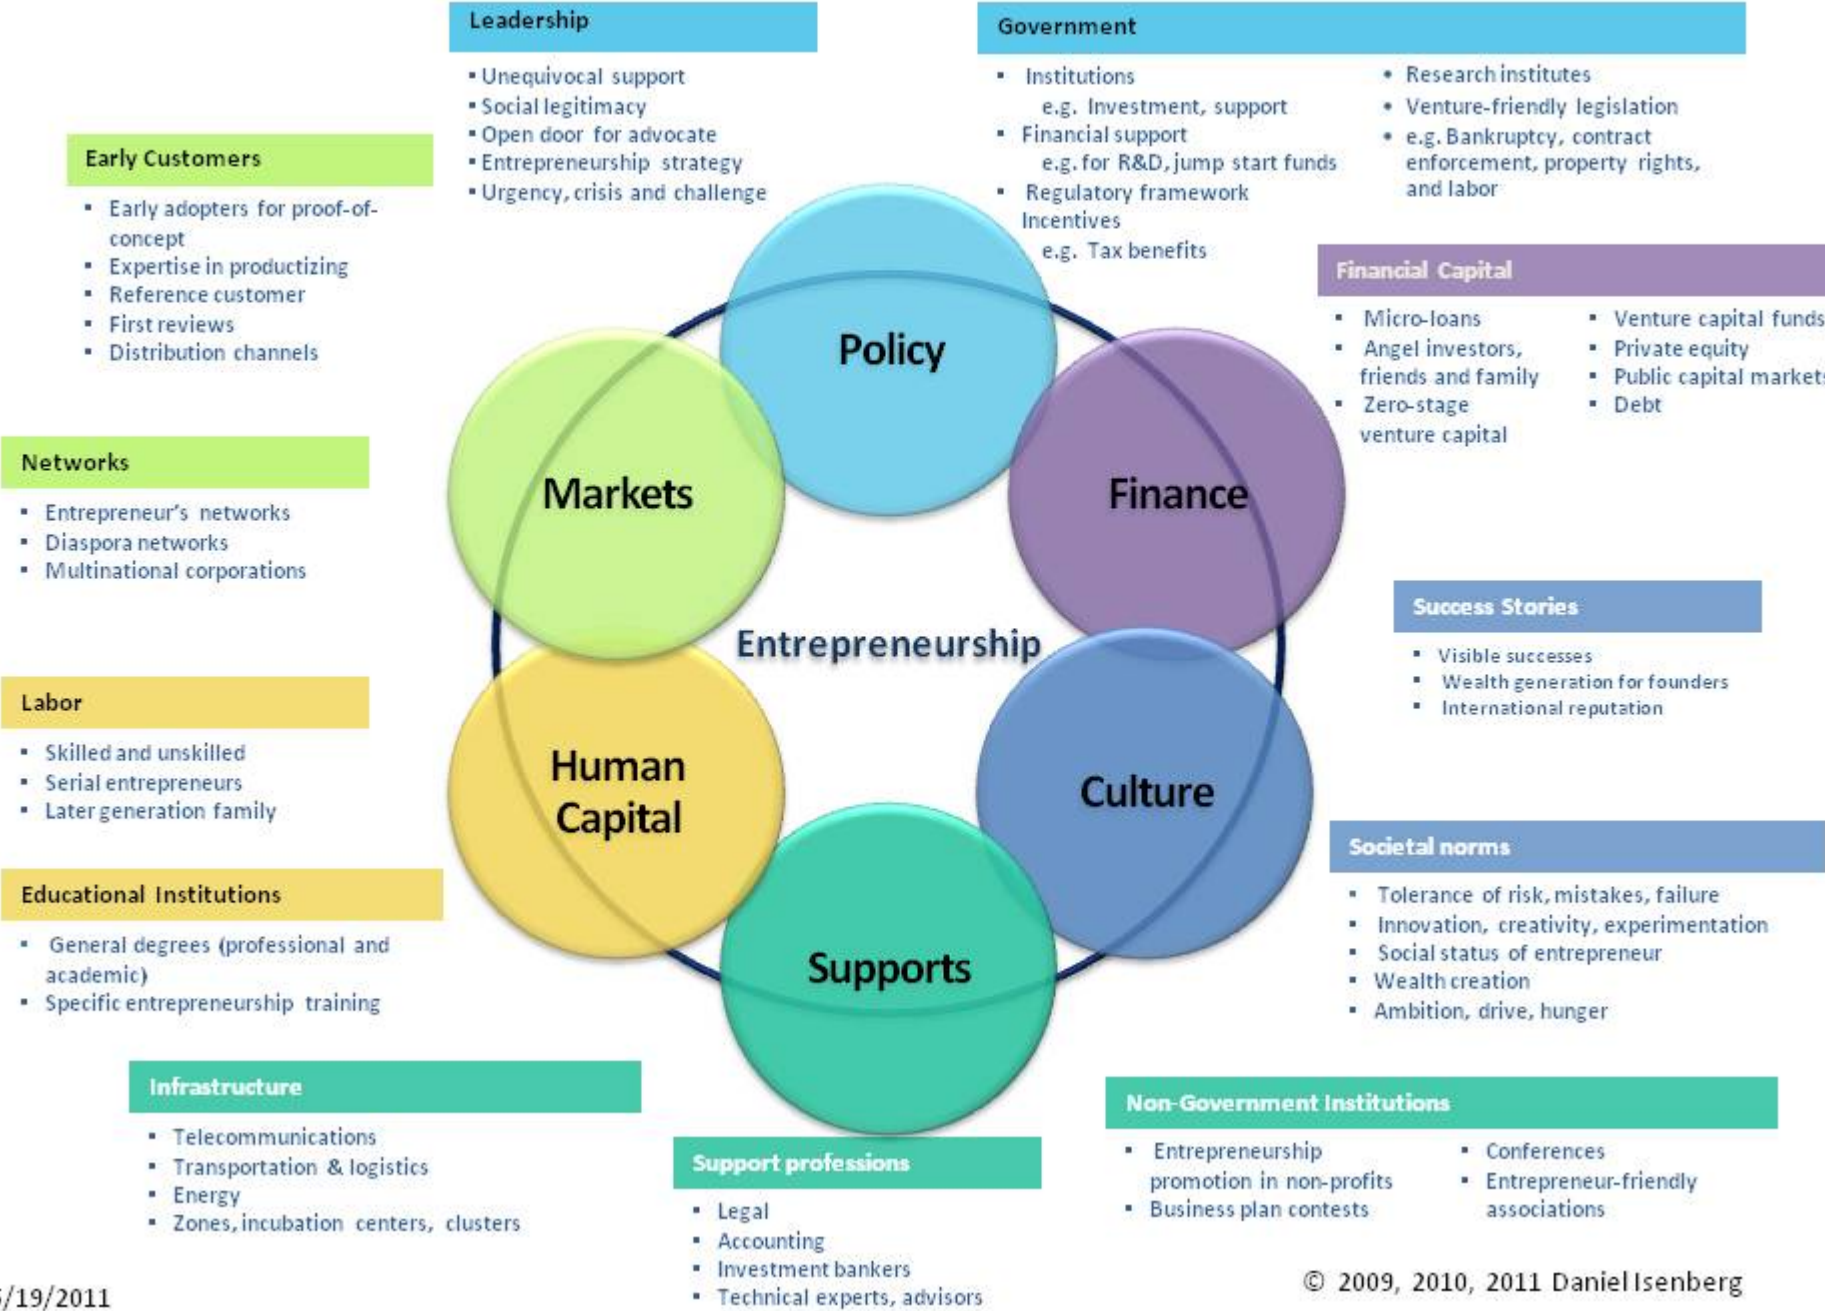 Leadership
Unequivocal support
Social legitimacy
Open door for advocate
Entrepreneurship strategy
Urgency, crisis and challenge
Government
Institutions
e.g. Investment, support
Financial support
e.g. for R&D, jump start funds
Regulatory framework
Incentives
e.g. Tax benefits
Research institutes
Venture-friendly legislation
e.g. Bankruptcy, contract
enforcement, property rights,
and labor
Early Customers
Early adopters for proof-of-
concept
Expertise in productizing
Reference customer
First reviews
Distribution channels
Financial Capital
Micro-loans
Angel investors,
friends and family
Zero-stage
venture capital
Venture capital funds
Private equity
Public capital markets
Debt
Networks
Entrepreneur's networks
Diaspora networks
Multinational corporations
Policy
Markets
Finance
Entrepreneurship
Human
Capital
Culture
Supports
Success Stories
Visible successes
Wealth generation for founders
International reputation
Labor
Skilled and unskilled
Serial entrepreneurs
Later generation family
Societal norms
Tolerance of risk, mistakes, failure
Innovation, creativity, experimentation
Social status of entrepreneur
Wealth creation
Ambition, drive, hunger
Educational Institutions
General degrees (professional and
academic)
Specific entrepreneurship training
Infrastructure
Telecommunications
Transportation & logistics
Energy
Zones, incubation centers, clusters
Support professions
Legal
Accounting
Investment bankers
Technical experts, advisors
Non-Government Institutions
Entrepreneurship
promotion in non-profits
Business plan contests
Conferences
Entrepreneur-friendly
associations
/19/2011
© 2009, 2010, 2011 Daniel Isenberg